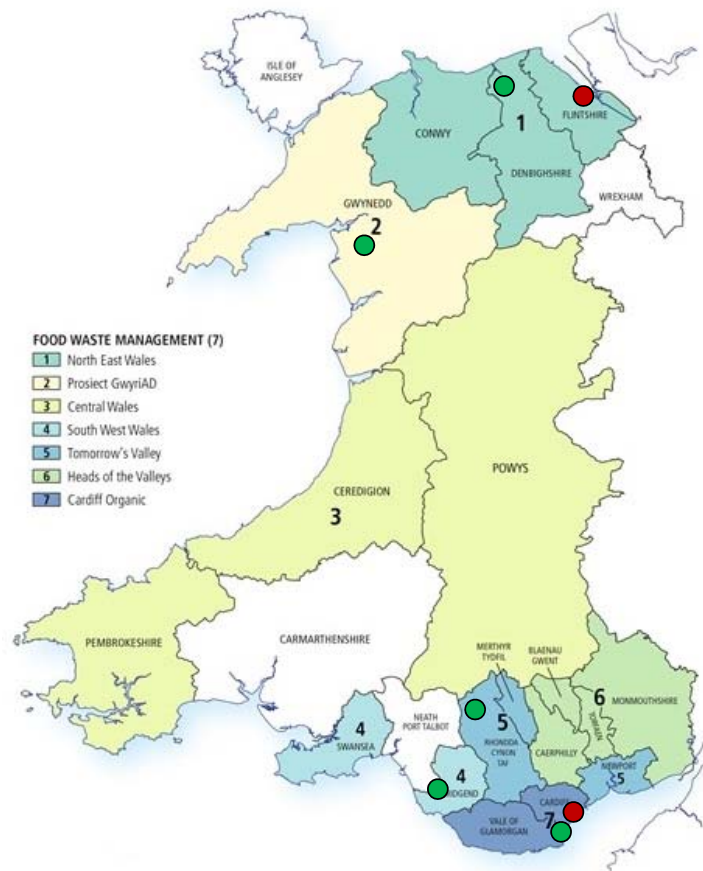 ISLE OF
ANGLESEY
CONWY
1
FLINTSHIRE
DENBIGHSHIRE
WREXHAM
GWYNEDD
2
FOOD WASTE MANAGEMENT (7)
1 North East Wales
2 Prosiect GwyriAD
3 Central Wales
4 South West Wales
5 Tomorrow's Valley
6 Heads of the Valleys
7 Cardiff Organic
POWYS
CEREDIGION
3
PEMBROKESHIRE
CARMARTHENSHIRE
MERTHYR
TYDFIL
BLAENAU
GWENT
6
MONMOUTHSHIRE
TORFAEN
NEATH
PORT TALBOT
4
SWANSEA
5
RHONDDA
CYNON
TAF
CAERPHILLY
NEWPORT
5
4
IDGEND
CARDIF
7
VALE OF
GLAMORGAN